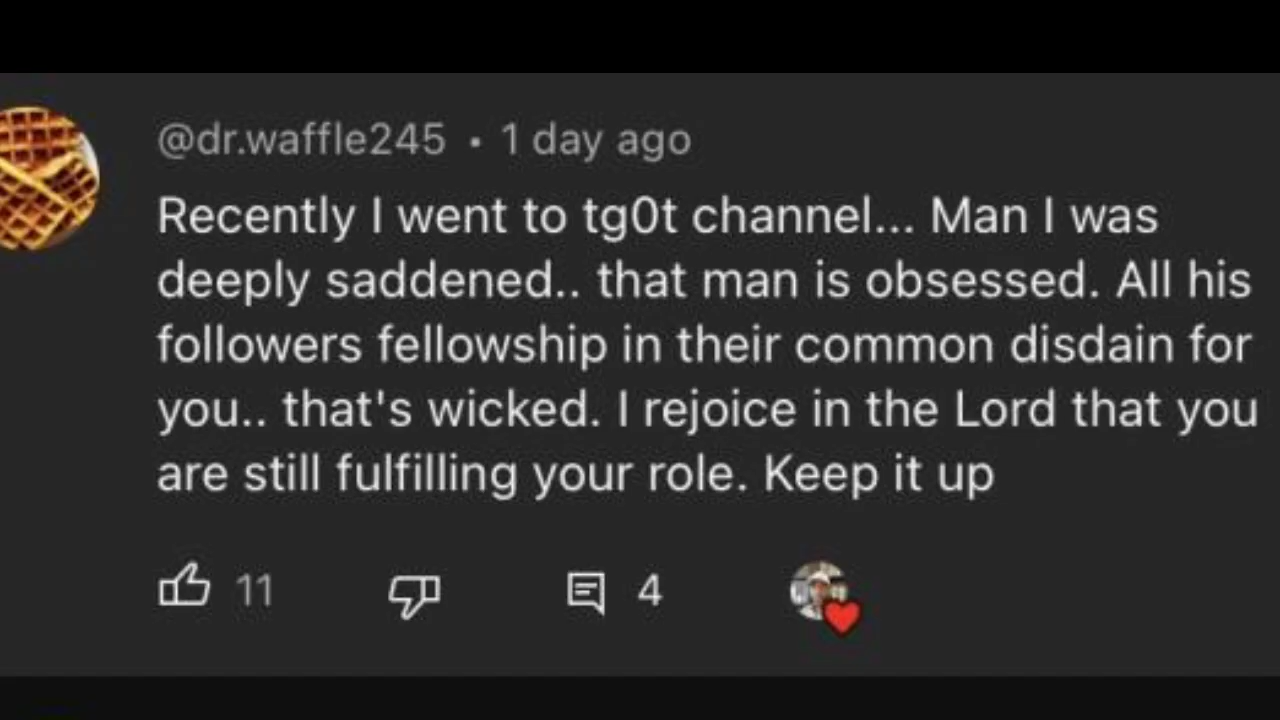 @dr.waffle245 • 1 day ago
Recently I went to tg0t channel... Man I was
deeply saddened.. that man is obsessed. All his
followers fellowship in their common disdain for
you.. that's wicked. I rejoice in the Lord that you
are still fulfilling your role. Keep it up
11 4